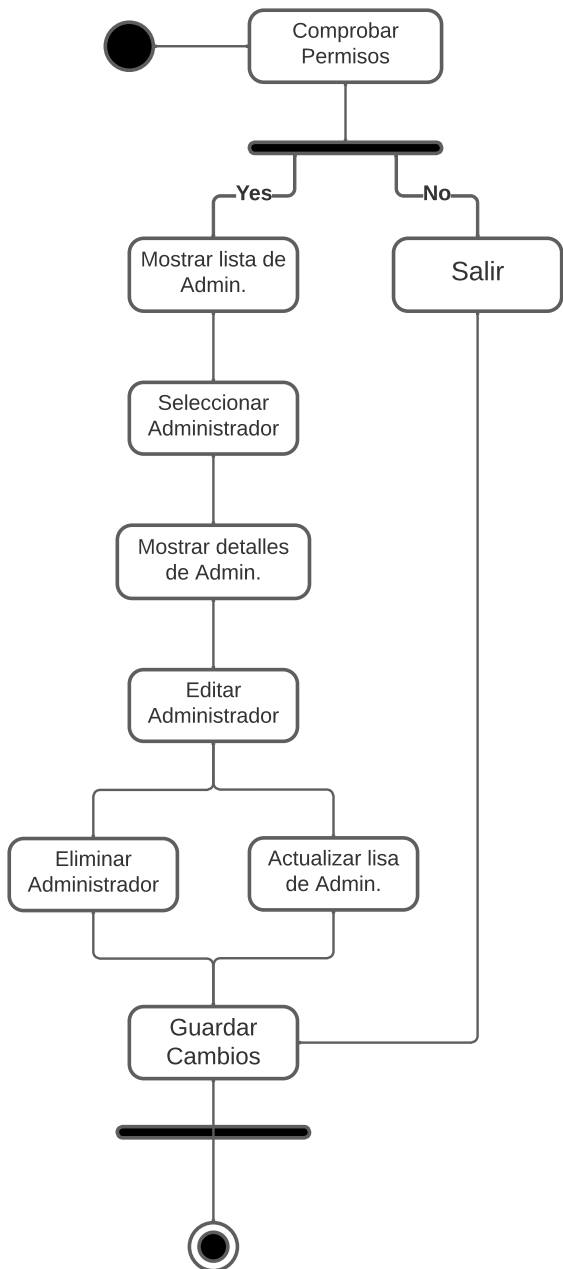 Comprobar
Permisos
Yes
No
Mostrar lista de
Admin.
Salir
Seleccionar
Administrador
Mostrar detalles
de Admin.
Editar
Administrador
Eliminar
Administrador
Actualizar lisa
de Admin.
Guardar
Cambios